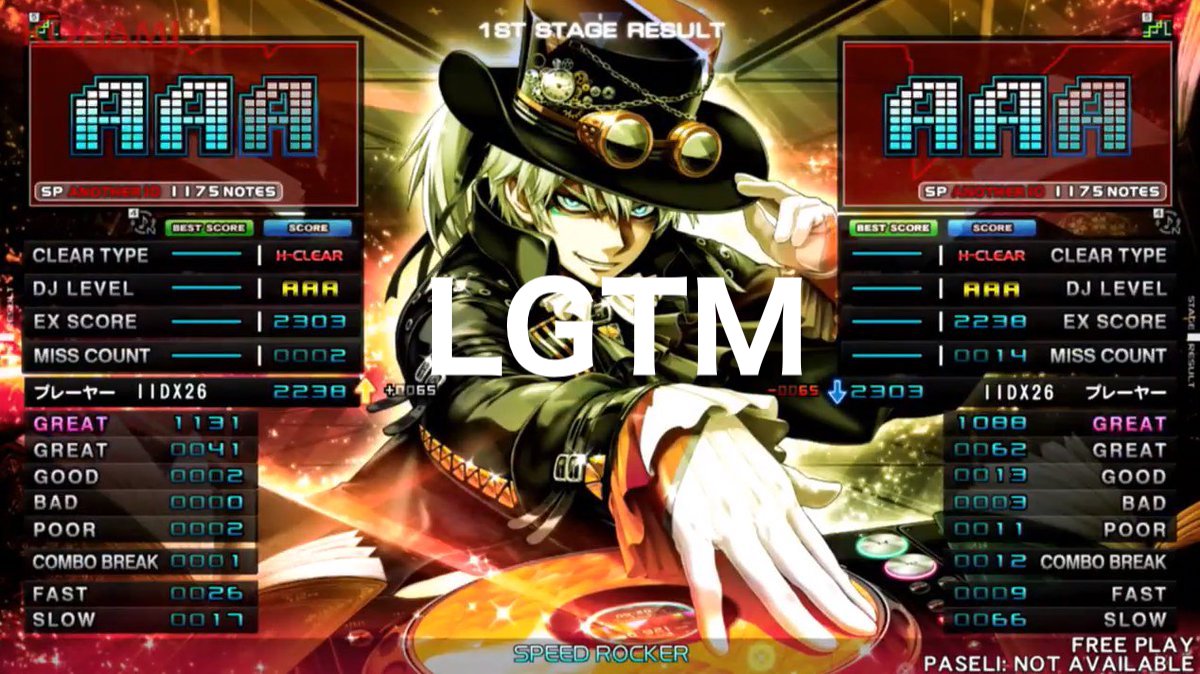 KONAMI
1ST STAGE RESULT
AAA
AAA
SP ANOTHER 10 1175 NOTES
SP ANOTHER 10 1175 NOTES
BEST SCORE SCORE
BEST SCORE SCORE
CLEAR TYPE H-CLEAR
H-CLEAR CLEAR TYPE
DJ LEVEL AAA
AAA DJ LEVEL
EX SCORE 2303
2238 EX SCORE
MISS COUNT 0002
0014 MISS COUNT
LGTM
プレーヤー IIDX26 2238 +0065
-0065 2303 IIDX26 プレーヤー
GREAT 1131
1088 GREAT
GREAT 0041
0062 GREAT
GOOD 0002
0013 GOOD
BAD 0000
0003 BAD
POOR 0002
0011 POOR
COMBO BREAK 0001
0012 COMBO BREAK
FAST 0026
0009 FAST
SLOW 0017
0066 SLOW
SPEED ROCKER
FREE PLAY
PASELI: NOT AVAILABLE